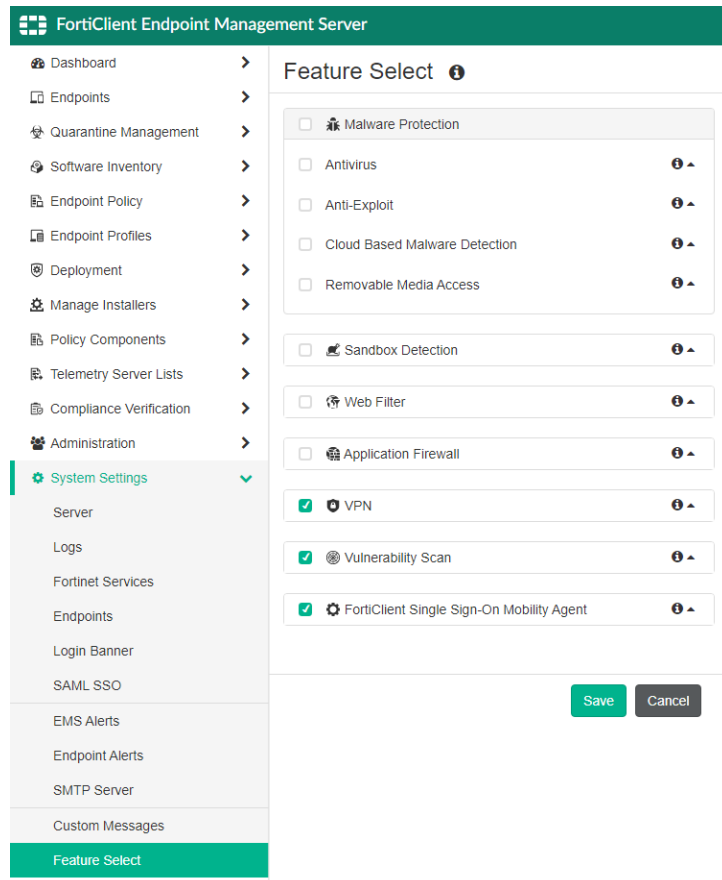 FortiClient Endpoint Management Server
Dashboard
Endpoints
Quarantine Management
Software Inventory
Endpoint Policy
Endpoint Profiles
Deployment
Manage Installers
Policy Components
Telemetry Server Lists
Compliance Verification
Administration
System Settings
Server
Logs
Fortinet Services
Endpoints
Login Banner
SAML SSO
EMS Alerts
Endpoint Alerts
SMTP Server
Custom Messages
Feature Select
Feature Select
Malware Protection
Antivirus
Anti-Exploit
Cloud Based Malware Detection
Removable Media Access
Sandbox Detection
Web Filter
Application Firewall
VPN
Vulnerability Scan
FortiClient Single Sign-On Mobility Agent
Save Cancel